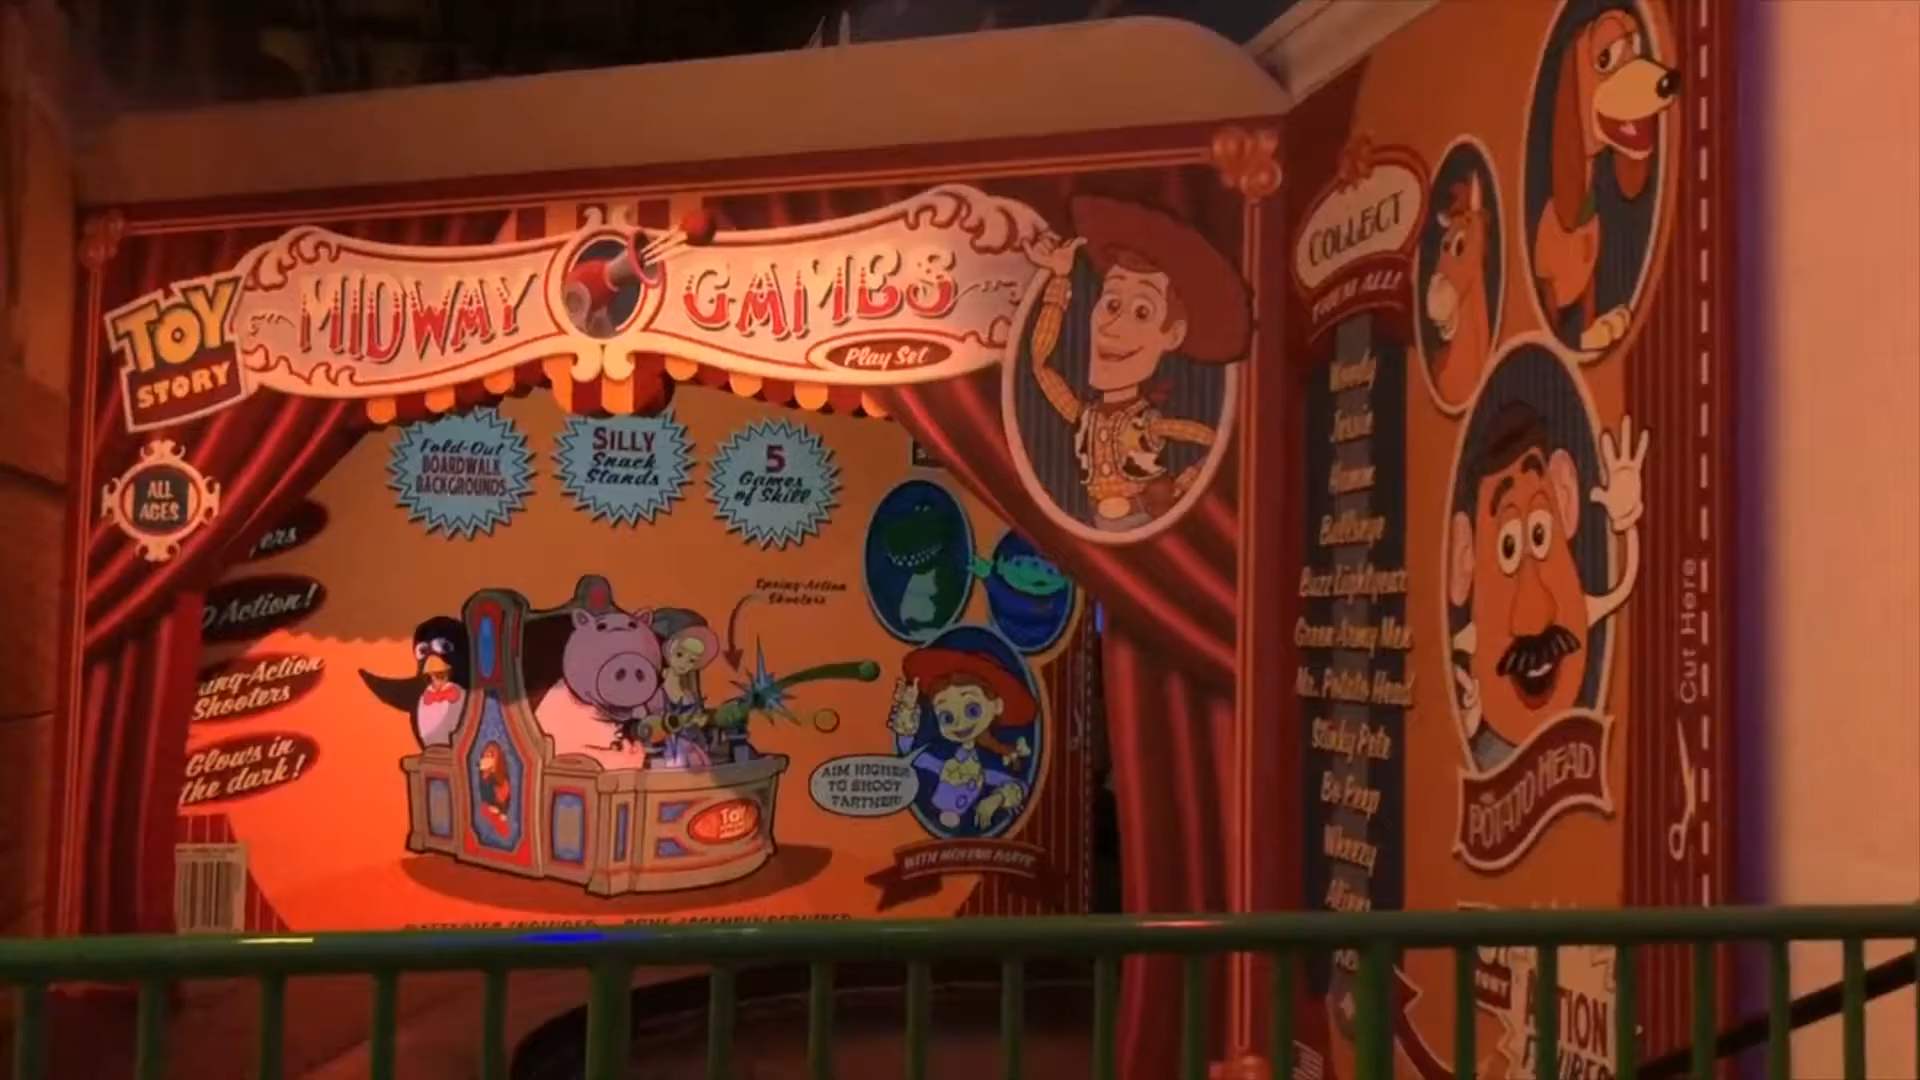 TOY
STORY
MIDWAY GAMES
Play Set
ALL
AGES
Fold-Out
BOARDWALK
BACKGROUNDS
SILLY
Snack
Stands
5
Games
of Skill
Action!
Shooters
Glows in
the dark!
Spring-Action
Shooters
AIM HIGHER
TO SHOOT
FARTHER!
WITH MOVING PARTS
COLLECT
THEM ALL!
Woody
Jessie
Hamm
Bullseye
Buzz Lightyear
Green Army Men
Mr. Potato Head
Stinky Pete
Bo Peep
Wheezy
Aliens
POTATO HEAD
Cut Here